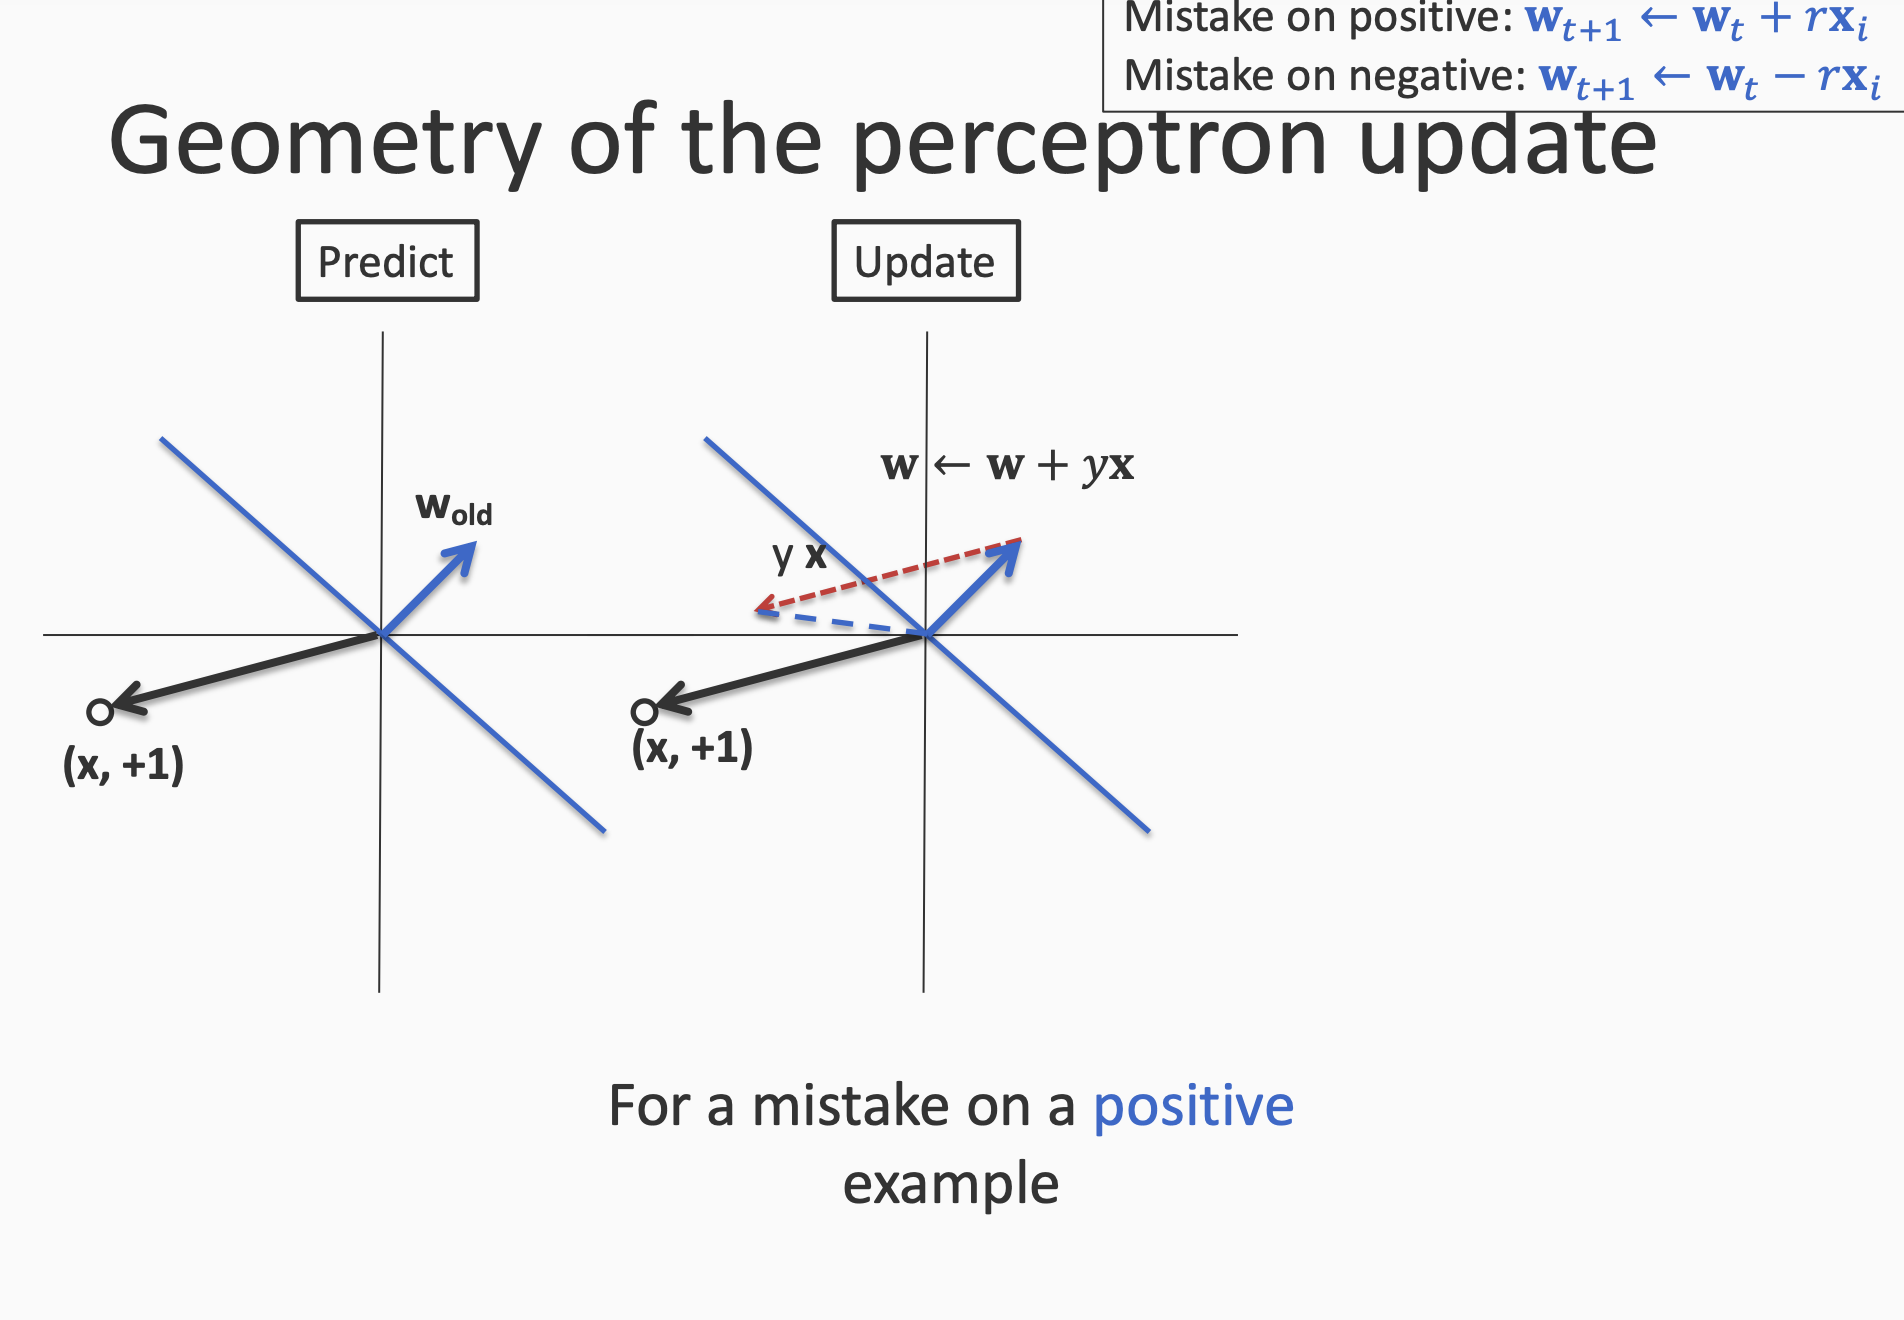 Mistake on positive: 𝐰ₜ₊₁ ← 𝐰ₜ + 𝑟𝐱ᵢ
Mistake on negative: 𝐰ₜ₊₁ ← 𝐰ₜ − 𝑟𝐱ᵢ
Geometry of the perceptron update
Predict
Update
w_old
(x, +1)
𝐰 ← 𝐰 + 𝑦𝐱
y x
(x, +1)
For a mistake on a positive
example